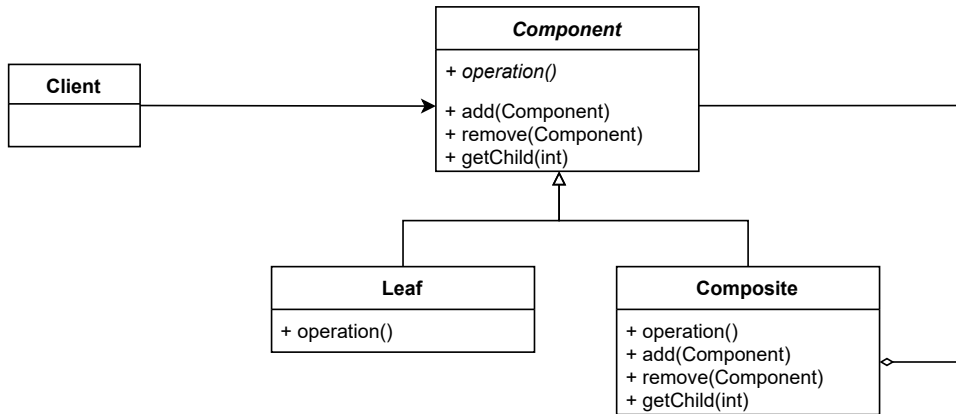 Component
+ operation()
+ add(Component)
+ remove(Component)
+ getChild(int)
Client
Leaf
+ operation()
Composite
+ operation()
+ add(Component)
+ remove(Component)
+ getChild(int)